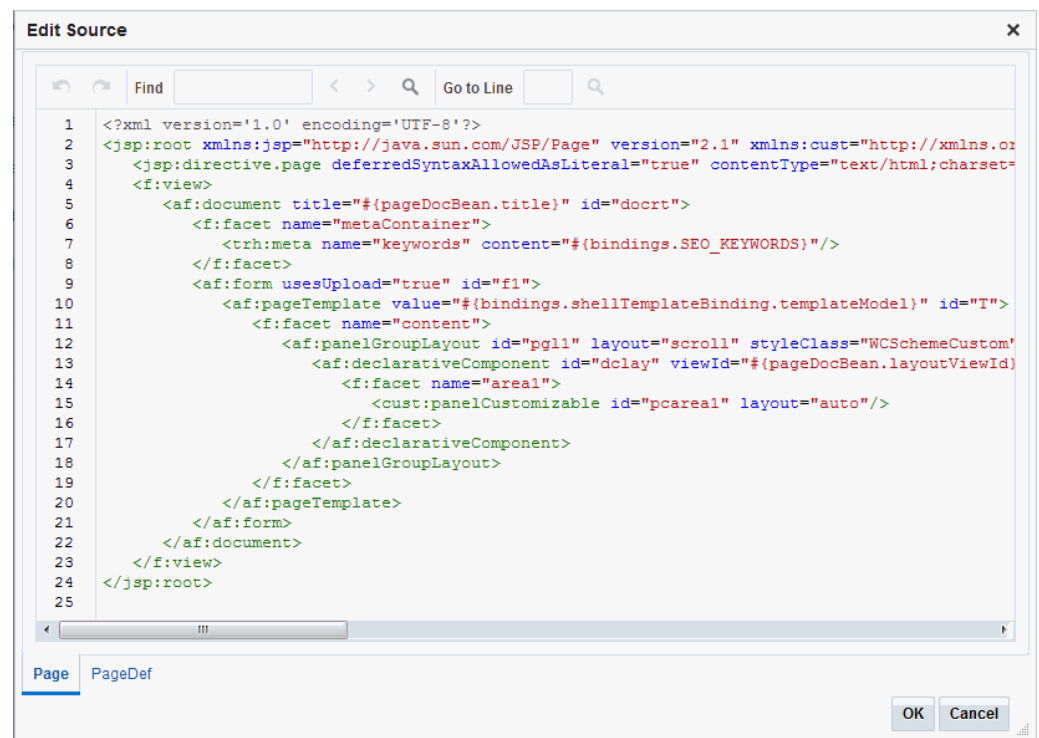 Edit Source
Find
Go to Line
1 <?xml version='1.0' encoding='UTF-8'?>
2 <jsp:root xmlns:jsp="http://java.sun.com/JSP/Page" version="2.1" xmlns:cust="http://xmlns.or
3 <jsp:directive.page deferredSyntaxAllowedAsLiteral="true" contentType="text/html;charset=
4 <f:view>
5 <af:document title="#{pageDocBean.title}" id="docrt">
6 <f:facet name="metaContainer">
7 <trh:meta name="keywords" content="#{bindings.SEO_KEYWORDS}"/>
8 </f:facet>
9 <af:form usesUpload="true" id="f1">
10 <af:pageTemplate value="#{bindings.shellTemplateBinding.templateModel}" id="T">
11 <f:facet name="content">
12 <af:panelGroupLayout id="pgl1" layout="scroll" styleClass="WCSchemeCustom"
13 <af:declarativeComponent id="dclay" viewId="#{pageDocBean.layoutViewId}
14 <f:facet name="area1">
15 <cust:panelCustomizable id="pcarea1" layout="auto"/>
16 </f:facet>
17 </af:declarativeComponent>
18 </af:panelGroupLayout>
19 </f:facet>
20 </af:pageTemplate>
21 </af:form>
22 </af:document>
23 </f:view>
24 </jsp:root>
25
Page PageDef
OK Cancel